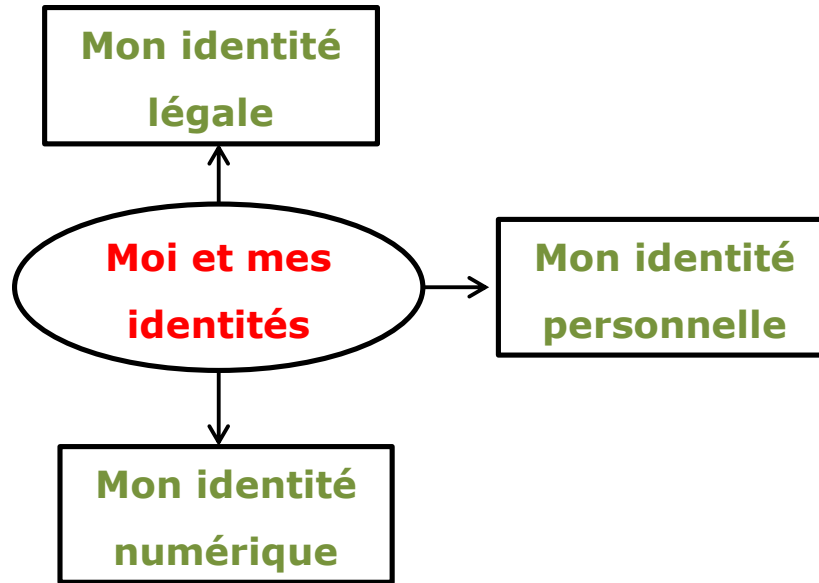 Mon identité
légale
Moi et mes
identités
Mon identité
personnelle
Mon identité
numérique